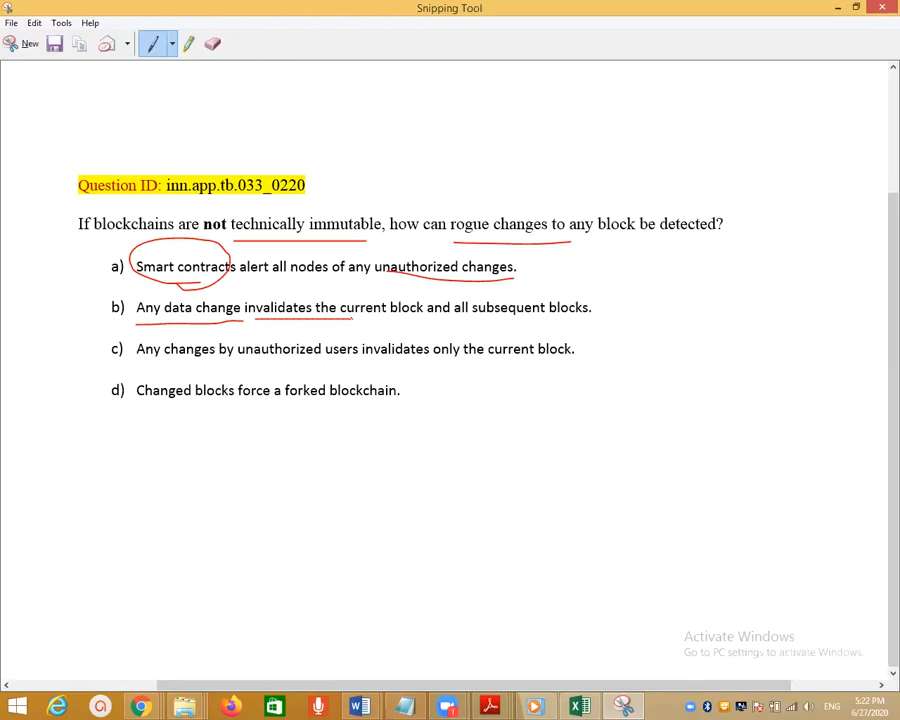 Snipping Tool
File Edit Tools Help
New
Question ID: inn.app.tb.033_0220
If blockchains are not technically immutable, how can rogue changes to any block be detected?
a) Smart contracts alert all nodes of any unauthorized changes.
b) Any data change invalidates the current block and all subsequent blocks.
c) Any changes by unauthorized users invalidates only the current block.
d) Changed blocks force a forked blockchain.
Activate Windows
Go to PC settings to activate Windows.
ENG
5:22 PM
6/27/2020